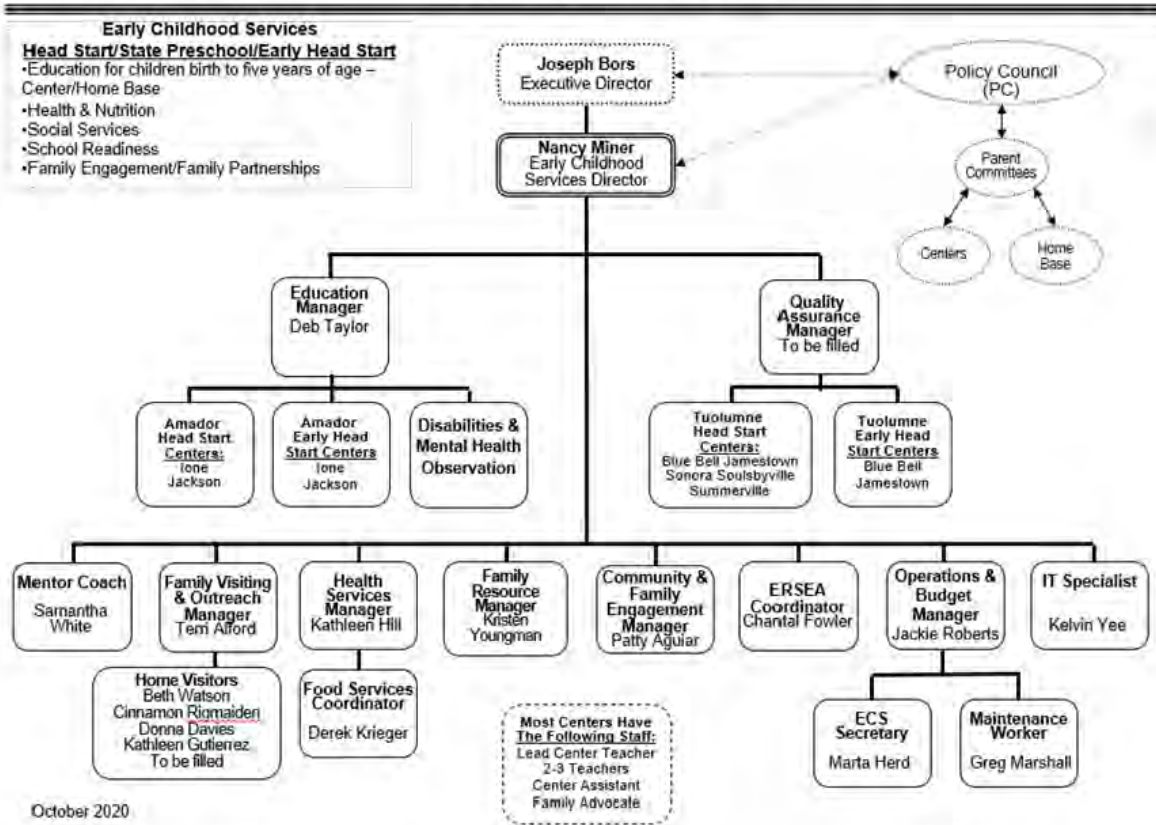 Early Childhood Services
Head Start/State Preschool/Early Head Start
•Education for children birth to five years of age –
Center/Home Base
•Health & Nutrition
•Social Services
•School Readiness
•Family Engagement/Family Partnerships
Joseph Bors
Executive Director
Policy Council
(PC)
Nancy Miner
Early Childhood
Services Director
Parent
Committees
Centers
Home
Base
Education
Manager
Deb Taylor
Quality
Assurance
Manager
To be filled
Amador
Head Start
Centers:
Ione
Jackson
Amador
Early Head
Start Centers
Ione
Jackson
Disabilities &
Mental Health
Observation
Tuolumne
Head Start
Centers:
Blue Bell Jamestown
Sonora Soulsbyville
Summerville
Tuolumne
Early Head
Start Centers
Blue Bell
Jamestown
Mentor Coach
Samantha
White
Family Visiting
& Outreach
Manager
Terri Alford
Health
Services
Manager
Kathleen Hill
Family
Resource
Manager
Kristen
Youngman
Community &
Family
Engagement
Manager
Patty Aguiar
ERSEA
Coordinator
Chantal Fowler
Operations &
Budget
Manager
Jackie Roberts
IT Specialist
Kelvin Yee
Home Visitors
Beth Watson
Cinnamon Rigmaiden
Donna Davies
Kathleen Gutierrez
To be filled
Food Services
Coordinator
Derek Krieger
Most Centers Have
The Following Staff:
Lead Center Teacher
2-3 Teachers
Center Assistant
Family Advocate
ECS
Secretary
Marta Herd
Maintenance
Worker
Greg Marshall
October 2020